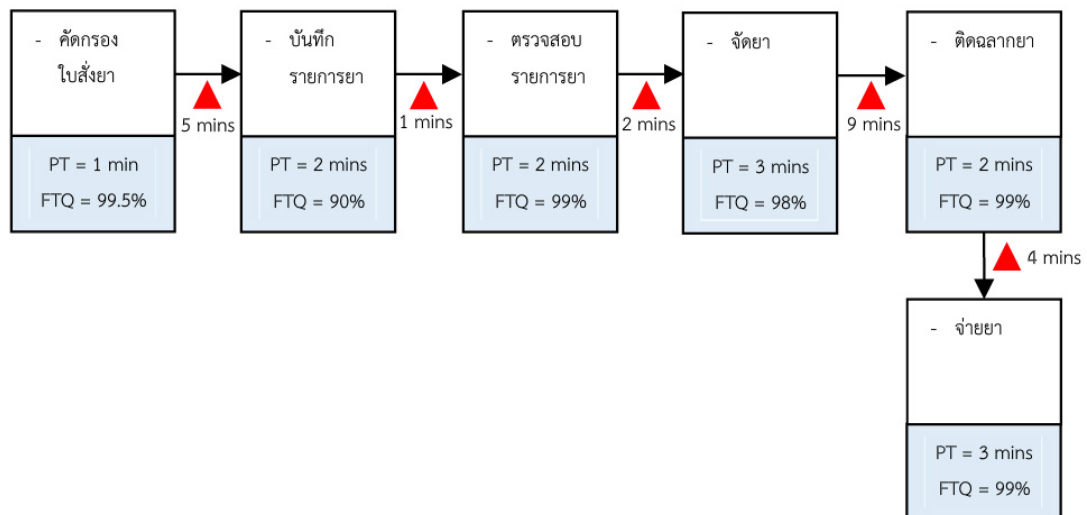 - คัดกรอง
ใบสั่งยา
PT = 1 min
FTQ = 99.5%
5 mins
- บันทึก
รายการยา
PT = 2 mins
FTQ = 90%
1 mins
- ตรวจสอบ
รายการยา
PT = 2 mins
FTQ = 99%
2 mins
- จัดยา
PT = 3 mins
FTQ = 98%
9 mins
- ติดฉลากยา
PT = 2 mins
FTQ = 99%
4 mins
- จ่ายยา
PT = 3 mins
FTQ = 99%